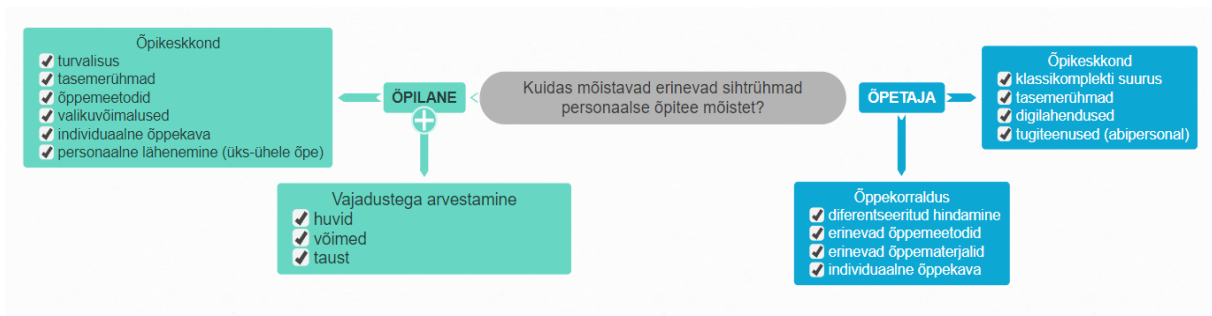 Õpikeskkond
turvalisus
tasemerühmad
õppemeetodid
valikuvõimalused
individuaalne õppekava
personaalne lähenemine (üks-ühele õpe)
ÕPILANE
Vajadustega arvestamine
huvid
võimed
taust
Kuidas mõistavad erinevad sihtrühmad
personaalse õpitee mõistet?
ÕPETAJA
Õpikeskkond
klassikomplekti suurus
tasemerühmad
digilahendused
tugiteenused (abipersonal)
Õppekorraldus
diferentseeritud hindamine
erinevad õppemeetodid
erinevad õppematerjalid
individuaalne õppekava